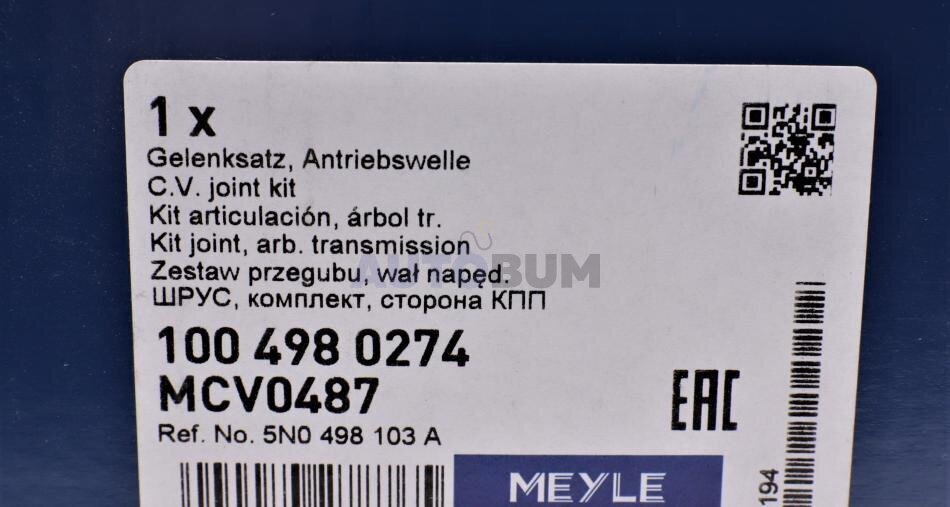 1 x
Gelenksatz, Antriebswelle
C.V. joint kit
Kit articulación, árbol tr.
Kit joint, arb. transmission
Zestaw przegubu, wał napęd.
ШРУС, комплект, сторона КПП
100 498 0274
MCV0487
Ref. No. 5N0 498 103 A
EAC
MEYLE
194
AUTOBUM